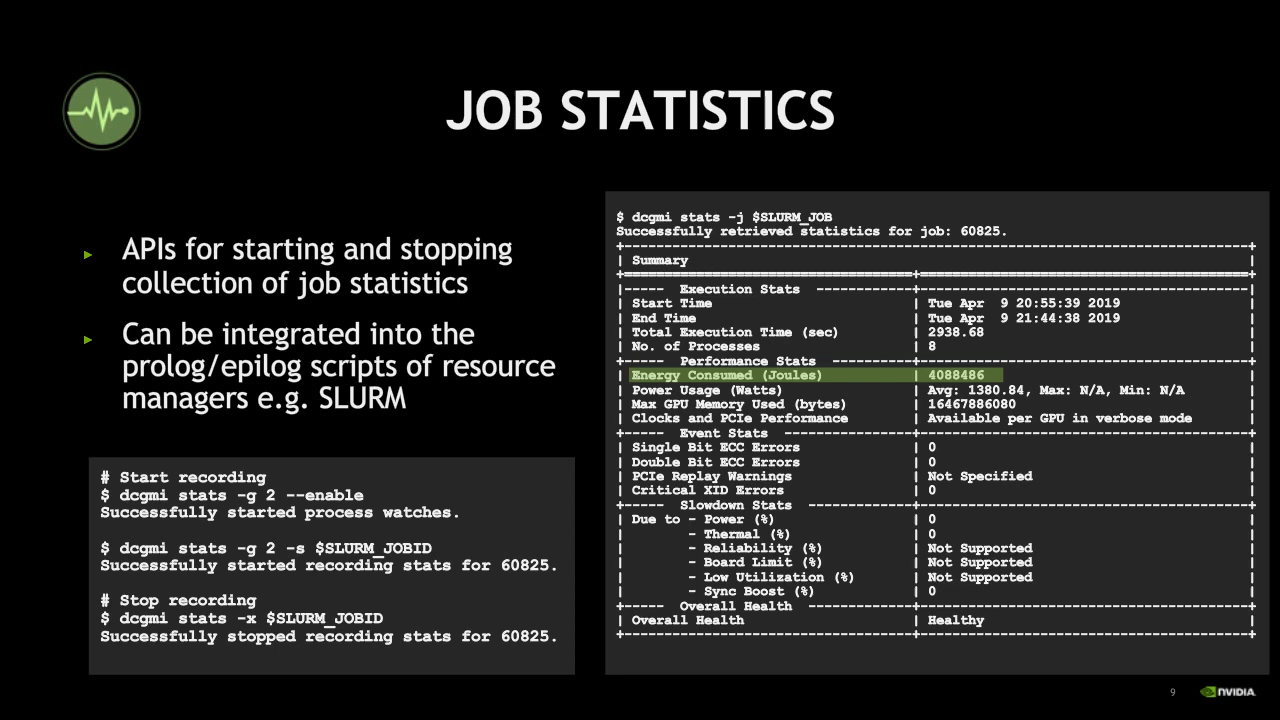 JOB STATISTICS
► APIs for starting and stopping
collection of job statistics
► Can be integrated into the
prolog/epilog scripts of resource
managers e.g. SLURM
# Start recording
$ dcgmi stats -g 2 --enable
Successfully started process watches.
$ dcgmi stats -g 2 -s $SLURM_JOBID
Successfully started recording stats for 60825.
# Stop recording
$ dcgmi stats -x $SLURM_JOBID
Successfully stopped recording stats for 60825.
$ dcgmi stats -j $SLURM_JOB
Successfully retrieved statistics for job: 60825.
+------------------------------------------------------------------------------+
| Summary                                                                      |
+====================================+=========================================+
|-----  Execution Stats  ------------+-----------------------------------------|
| Start Time                         | Tue Apr  9 20:55:39 2019                |
| End Time                           | Tue Apr  9 21:44:38 2019                |
| Total Execution Time (sec)         | 2938.68                                 |
| No. of Processes                   | 8                                       |
+-----  Performance Stats  ----------+-----------------------------------------+
| Energy Consumed (Joules)           | 4088486                                 |
| Power Usage (Watts)                | Avg: 1380.84, Max: N/A, Min: N/A        |
| Max GPU Memory Used (bytes)        | 16467886080                             |
| Clocks and PCIe Performance        | Available per GPU in verbose mode       |
+-----  Event Stats  ----------------+-----------------------------------------+
| Single Bit ECC Errors              | 0                                       |
| Double Bit ECC Errors              | 0                                       |
| PCIe Replay Warnings               | Not Specified                           |
| Critical XID Errors                | 0                                       |
+-----  Slowdown Stats  -------------+-----------------------------------------+
| Due to - Power (%)                 | 0                                       |
|        - Thermal (%)               | 0                                       |
|        - Reliability (%)           | Not Supported                           |
|        - Board Limit (%)           | Not Supported                           |
|        - Low Utilization (%)       | Not Supported                           |
|        - Sync Boost (%)            | 0                                       |
+-----  Overall Health  -------------+-----------------------------------------+
| Overall Health                     | Healthy                                 |
+------------------------------------+-----------------------------------------+
9 NVIDIA.